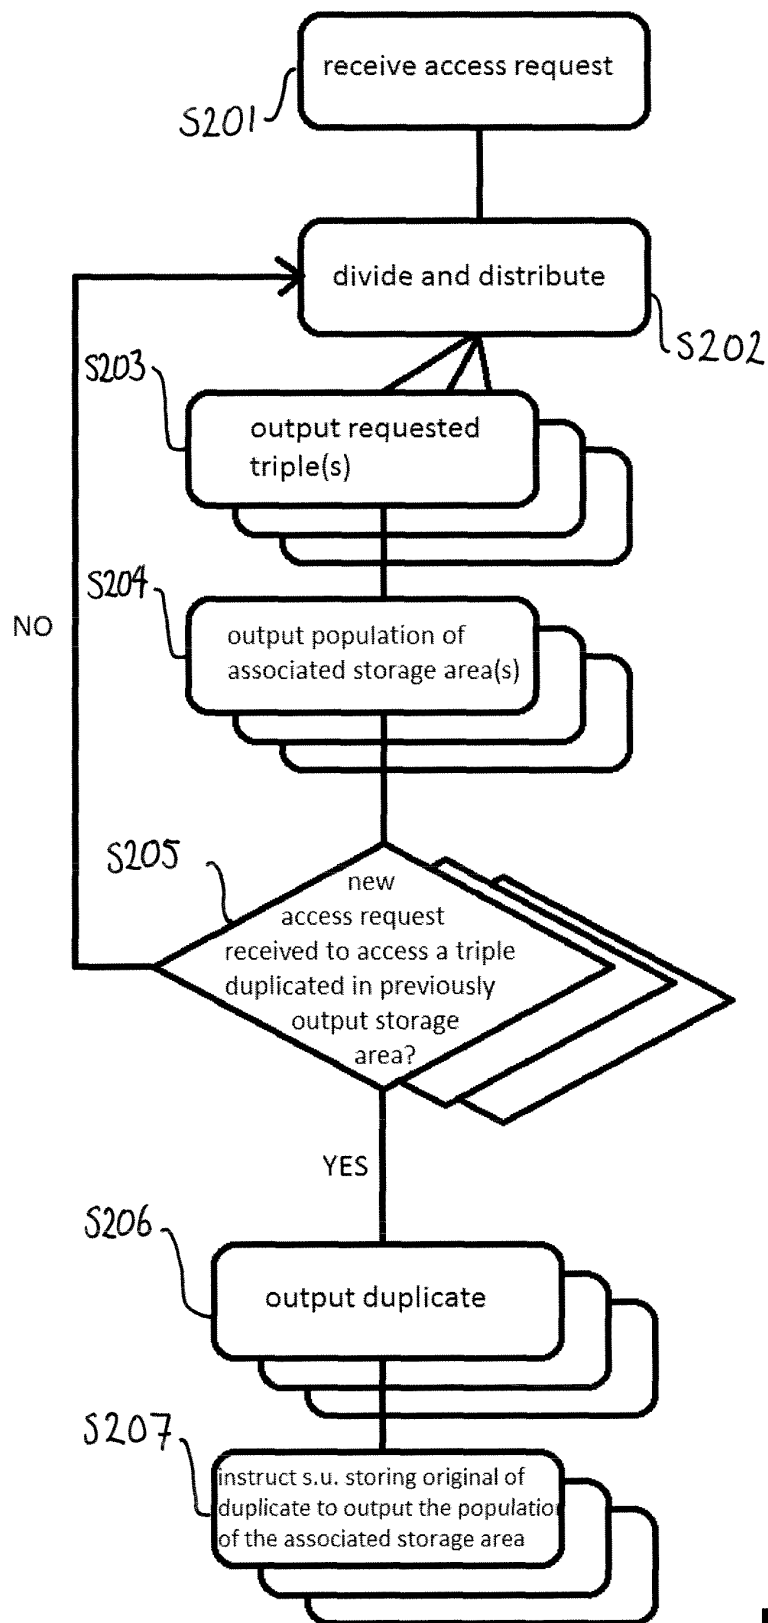 receive access request
S201
divide and distribute
S202
S203
output requested
triple(s)
S204
NO
output population of
associated storage area(s)
S205
new
access request
received to access a triple
duplicated in previously
output storage
area?
YES
S206
output duplicate
S207
instruct s.u. storing original of
duplicate to output the population
of the associated storage area